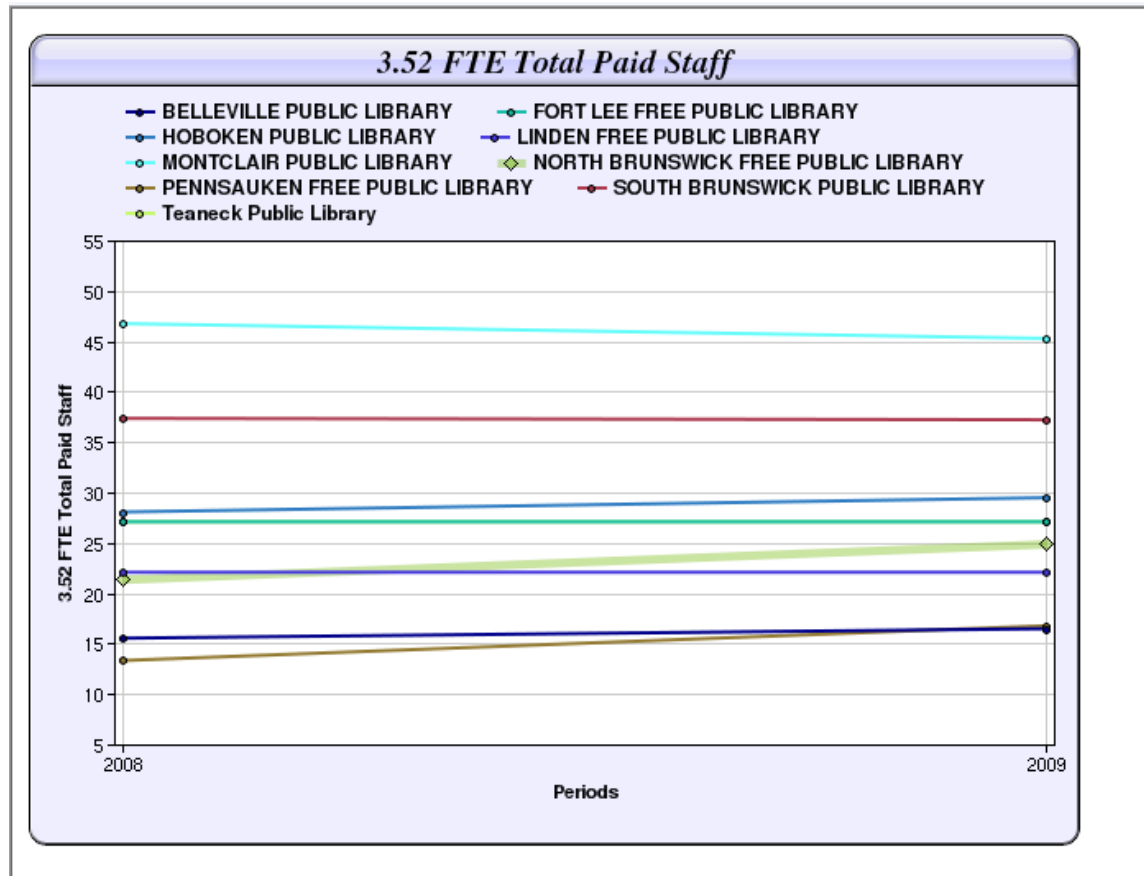 3.52 FTE Total Paid Staff
BELLEVILLE PUBLIC LIBRARY FORT LEE FREE PUBLIC LIBRARY
HOBOKEN PUBLIC LIBRARY LINDEN FREE PUBLIC LIBRARY
MONTCLAIR PUBLIC LIBRARY NORTH BRUNSWICK FREE PUBLIC LIBRARY
PENNSAUKEN FREE PUBLIC LIBRARY SOUTH BRUNSWICK PUBLIC LIBRARY
Teaneck Public Library
3.52 FTE Total Paid Staff
55
50
45
40
35
30
25
20
15
10
5
2008 2009
Periods